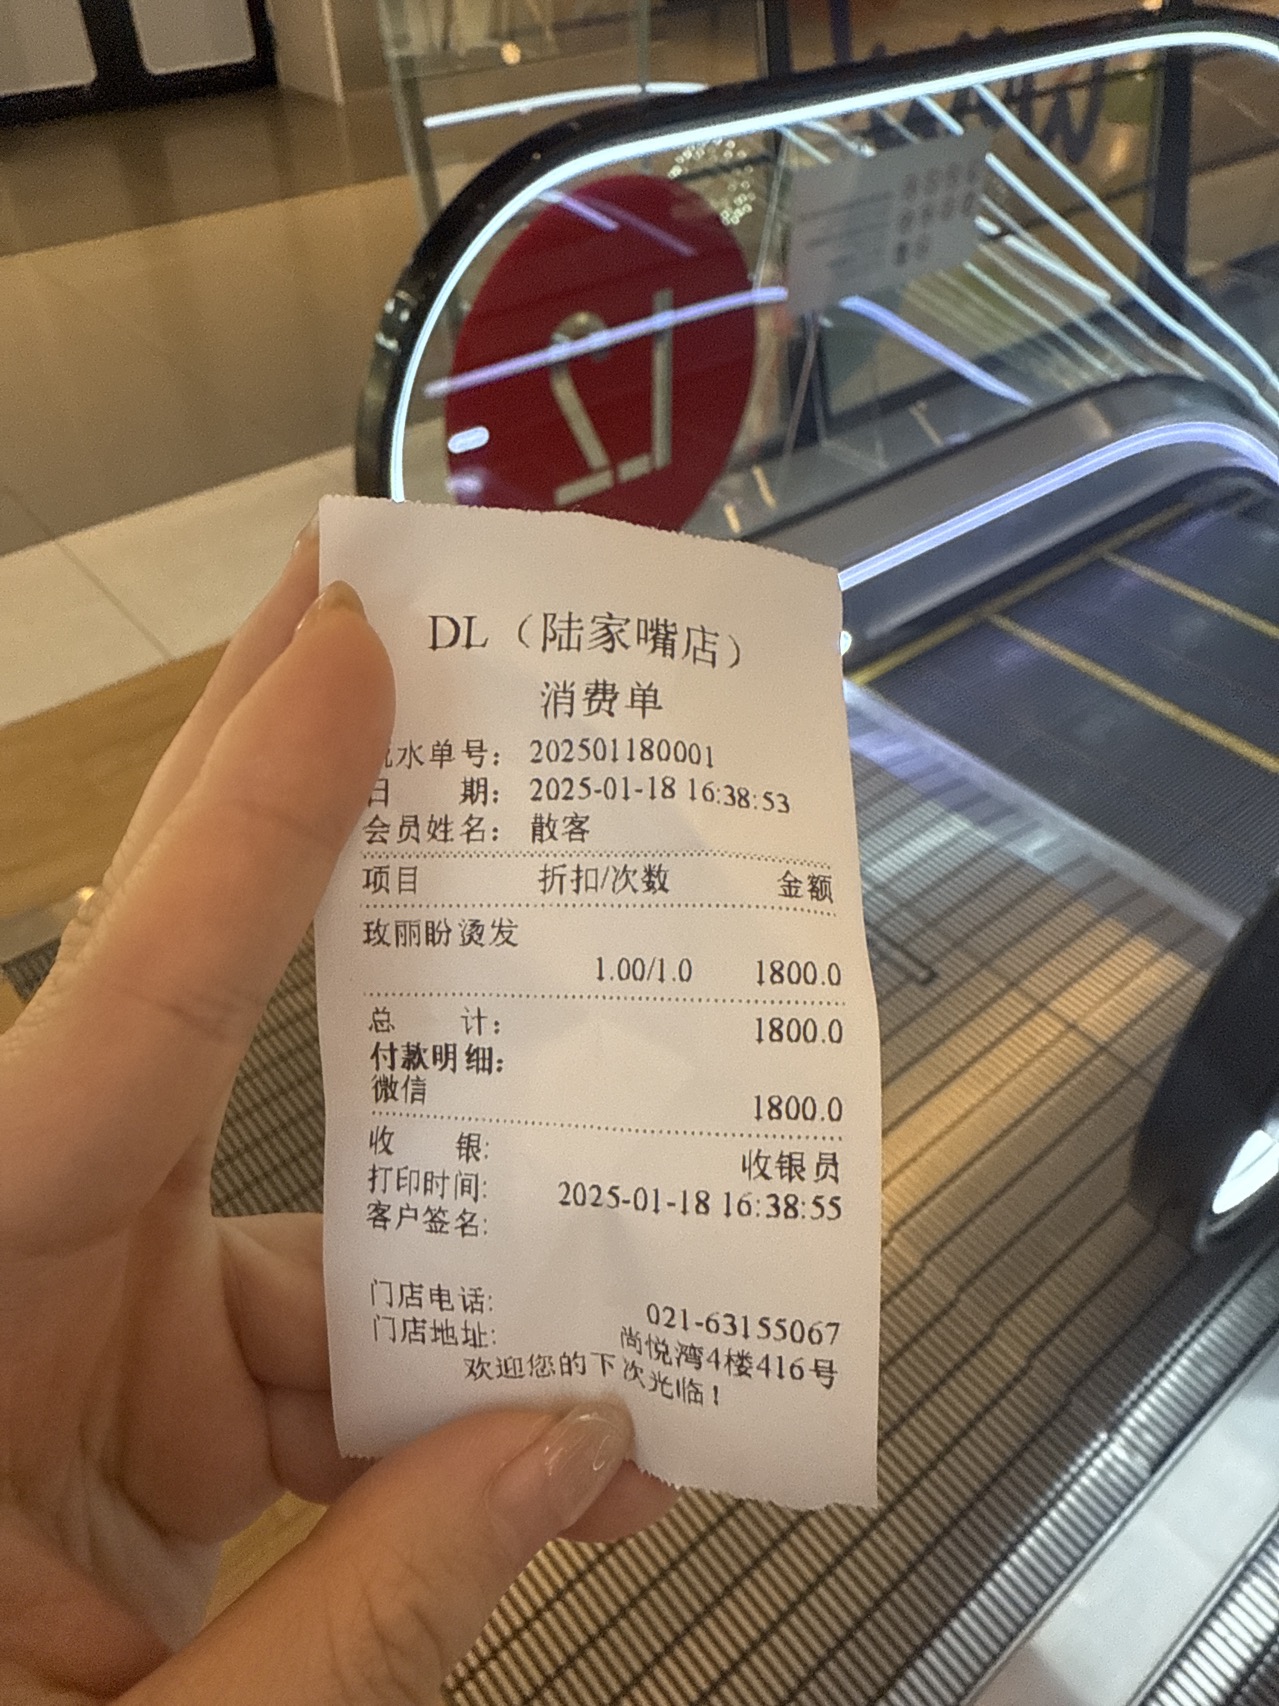 DL（陆家嘴店）
消费单
水单号： 202501180001
日 期： 2025-01-18 16:38:53
会员姓名： 散客
项目 折扣/次数 金额
玫丽盼烫发
1.00/1.0 1800.0
总 计： 1800.0
付款明细：
微信
1800.0
收 银: 收银员
打印时间: 2025-01-18 16:38:55
客户签名:
门店电话: 021-63155067
门店地址: 尚悦湾4楼416号
欢迎您的下次光临！